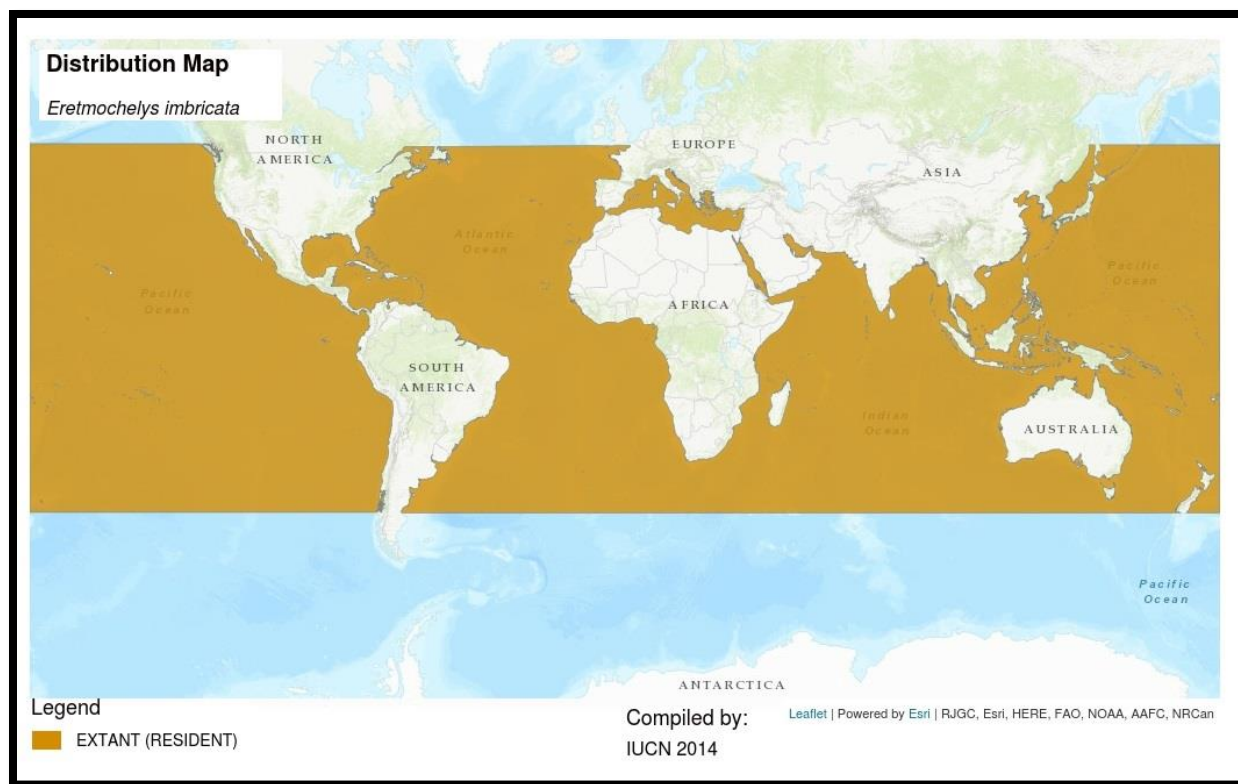 Distribution Map
Eretmochelys imbricata
NORTH
AMERICA
EUROPE
ASIA
Atlantic
Ocean
Pacific
Ocean
Pacific
Ocean
AFRICA
SOUTH
AMERICA
Indian
Ocean
AUSTRALIA
Pacific
Ocean
ANTARCTICA
Legend
EXTANT (RESIDENT)
Compiled by:
IUCN 2014
Leaflet | Powered by Esri | RJGC, Esri, HERE, FAO, NOAA, AAFC, NRCan